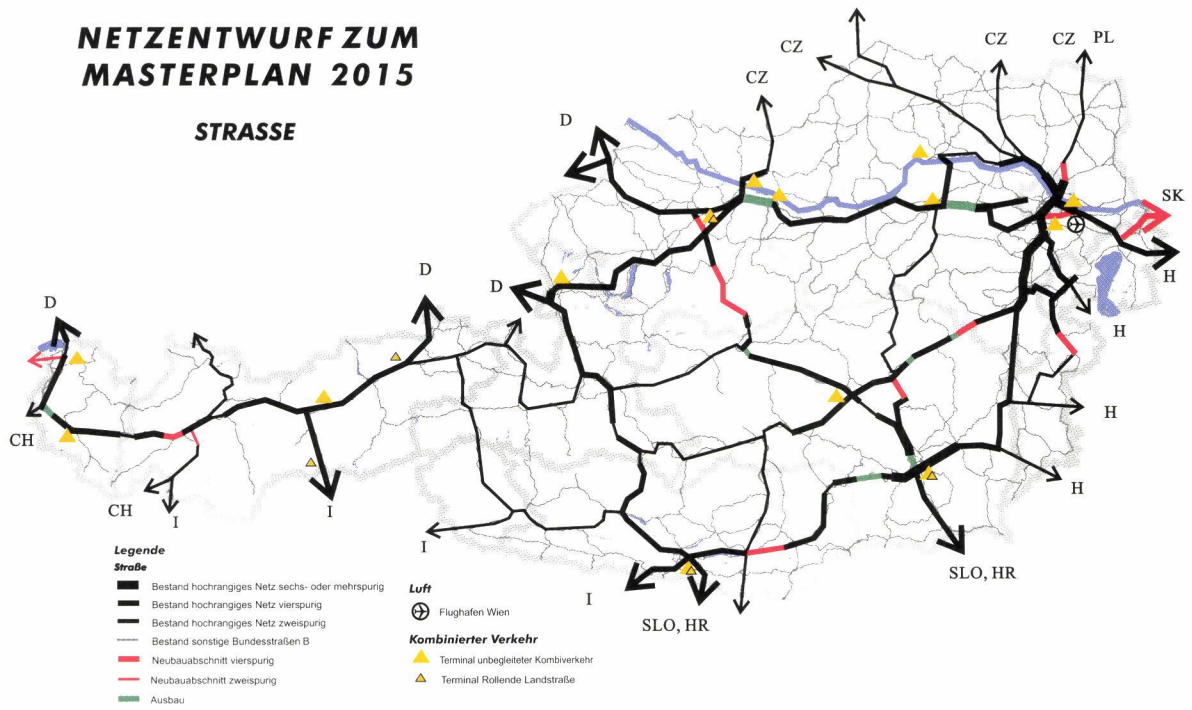 NETZENTWURF ZUM
MASTERPLAN 2015
STRASSE
CZ
CZ
CZ
PL
CZ
D
SK
D
D
H
D
H
CH
H
CH
I
I
I
H
SLO, HR
I
SLO, HR
Legende
Straße
Bestand hochrangiges Netz sechs- oder mehrspurig
Bestand hochrangiges Netz vierspurig
Bestand hochrangiges Netz zweispurig
Bestand sonstige Bundesstraßen B
Neubauabschnitt vierspurig
Neubauabschnitt zweispurig
Ausbau
Luft
Flughafen Wien
Kombinierter Verkehr
Terminal unbegleiteter Kombiverkehr
Terminal Rollende Landstraße